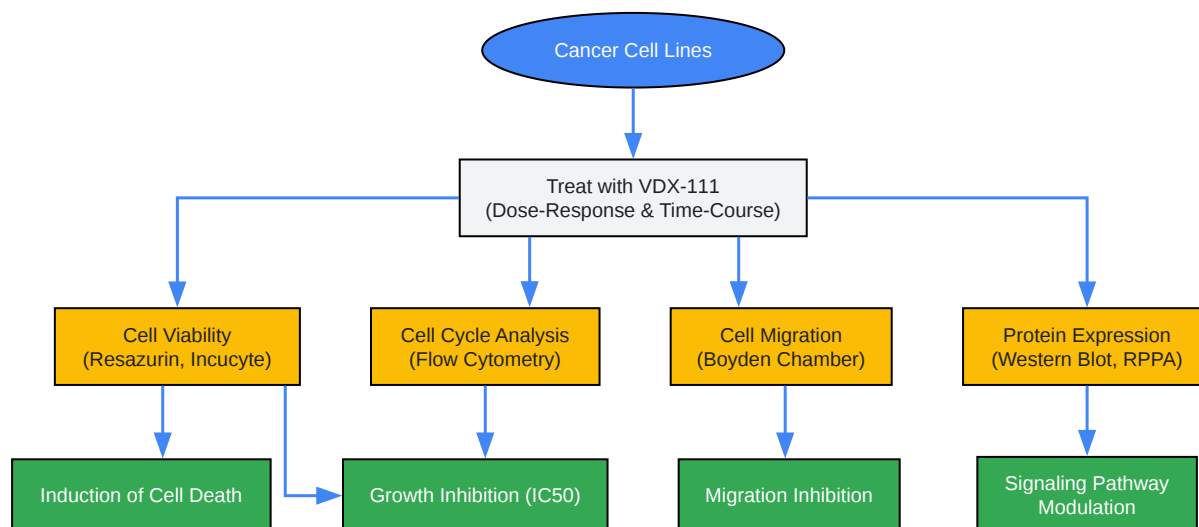 Cancer Cell Lines
Treat with VDX-111
(Dose-Response & Time-Course)
Cell Viability
(Resazurin, Incucyte)
Cell Cycle Analysis
(Flow Cytometry)
Cell Migration
(Boyden Chamber)
Protein Expression
(Western Blot, RPPA)
Induction of Cell Death
Growth Inhibition (IC50)
Migration Inhibition
Signaling Pathway
Modulation